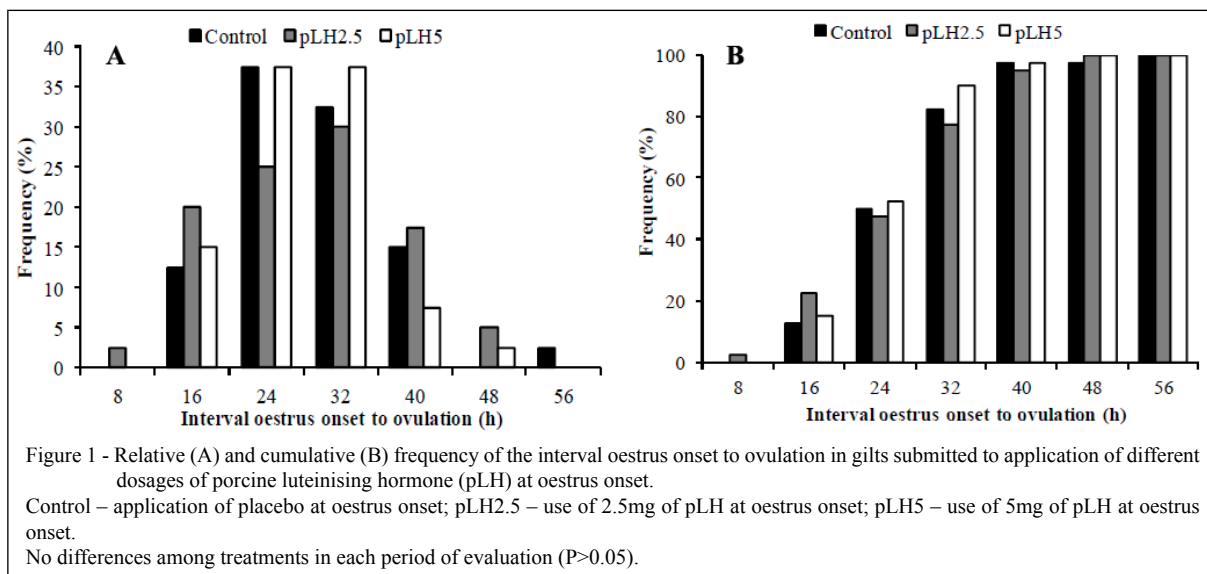 Control pLH2.5 pLH5
A
Frequency (%)
40
35
30
25
20
15
10
5
0
8 16 24 32 40 48 56
Interval oestrus onset to ovulation (h)
Control pLH2.5 pLH5
B
Frequency (%)
100
80
60
40
20
0
8 16 24 32 40 48 56
Interval oestrus onset to ovulation (h)
Figure 1 - Relative (A) and cumulative (B) frequency of the interval oestrus onset to ovulation in gilts submitted to application of different
dosages of porcine luteinising hormone (pLH) at oestrus onset.
Control – application of placebo at oestrus onset; pLH2.5 – use of 2.5mg of pLH at oestrus onset; pLH5 – use of 5mg of pLH at oestrus
onset.
No differences among treatments in each period of evaluation (P>0.05).